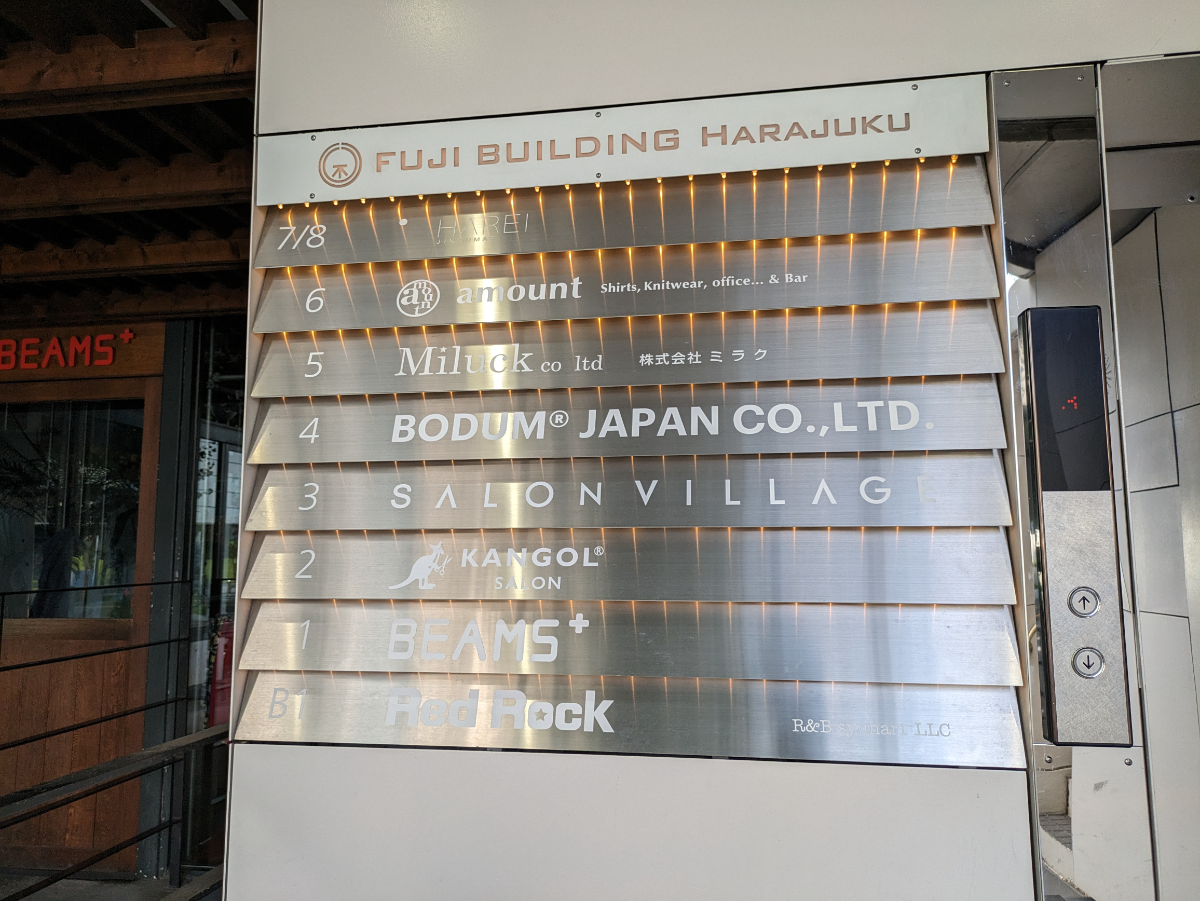 BEAMS+
FUJI BUILDING HARAJUKU
7/8 HAREI
6 amount Shirts, Knitwear, office... & Bar
5 Miluck co ltd 株式会社 ミラク
4 BODUM® JAPAN CO.,LTD.
3 SALON VILLAGE
2 KANGOL®
SALON
1 BEAMS+
B1 Red Rock LLC